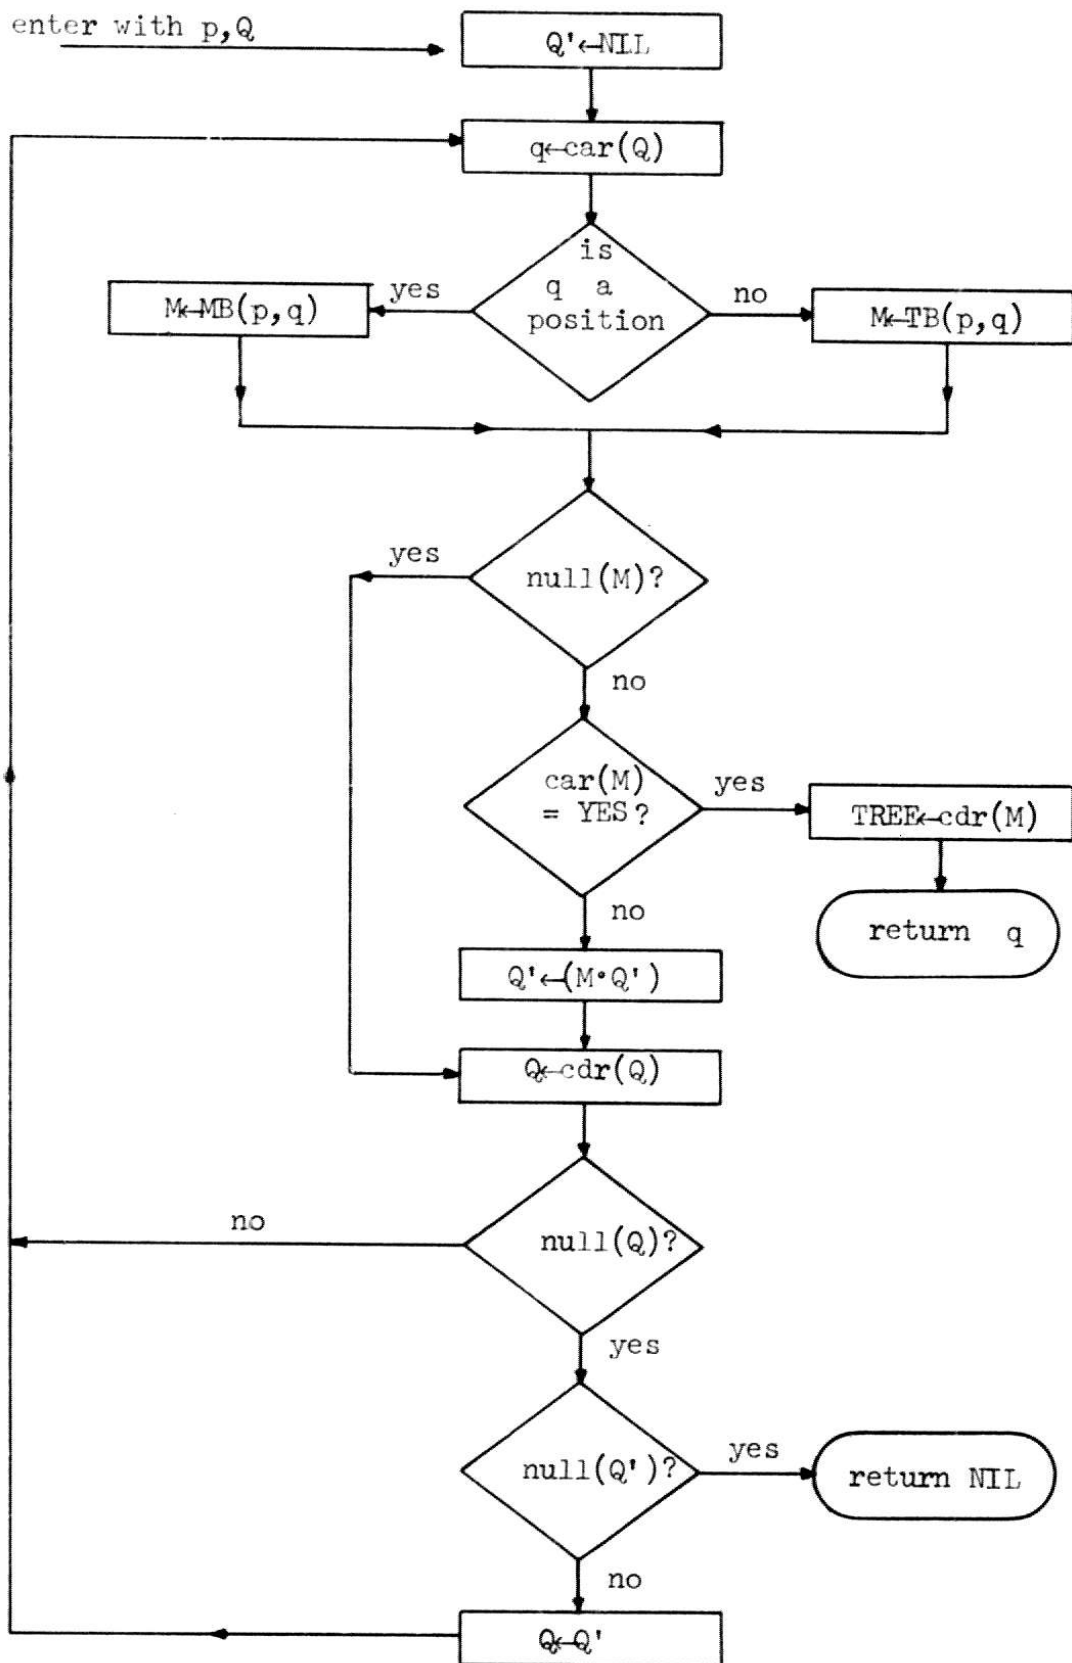 enter with p,Q
Q'←NIL
q←car(Q)
is
q a
position
yes
no
M←MB(p,q)
M←TB(p,q)
null(M)?
yes
no
car(M)
= YES?
yes
TREE←cdr(M)
return q
no
Q'←(M·Q')
Q←cdr(Q)
null(Q)?
no
yes
null(Q')?
yes
return NIL
no
Q←Q'